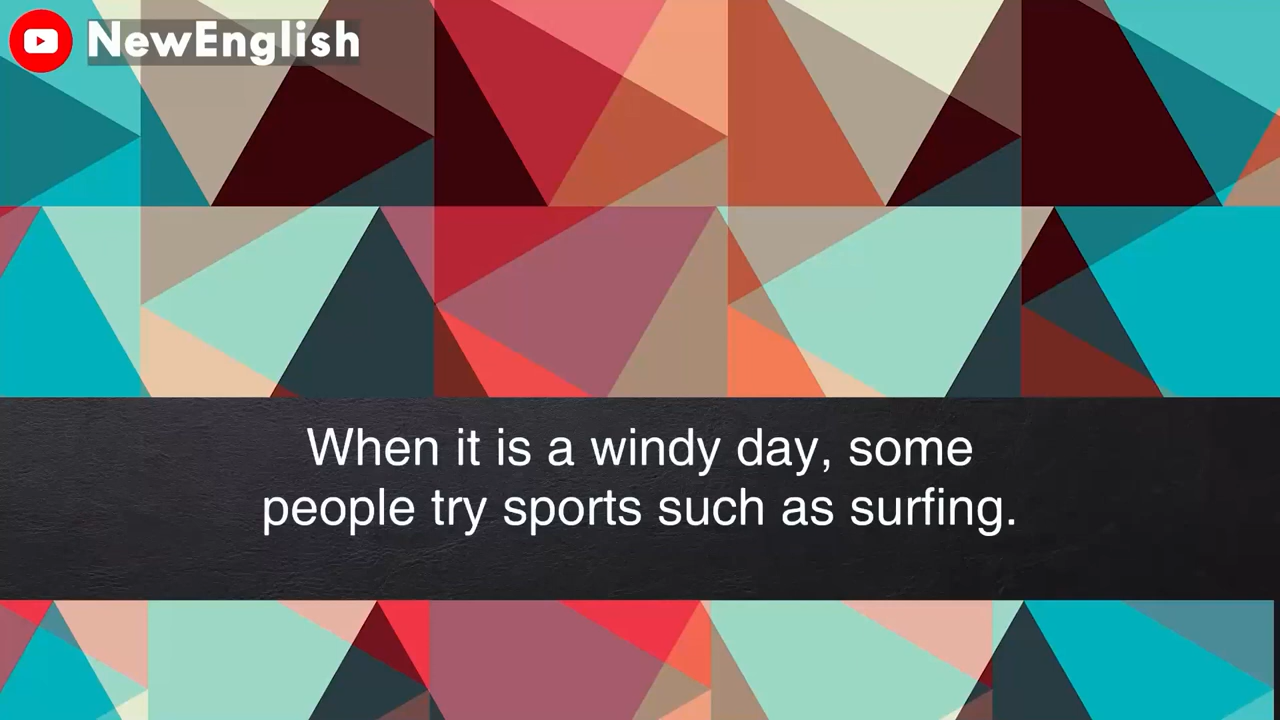 NewEnglish
When it is a windy day, some
people try sports such as surfing.